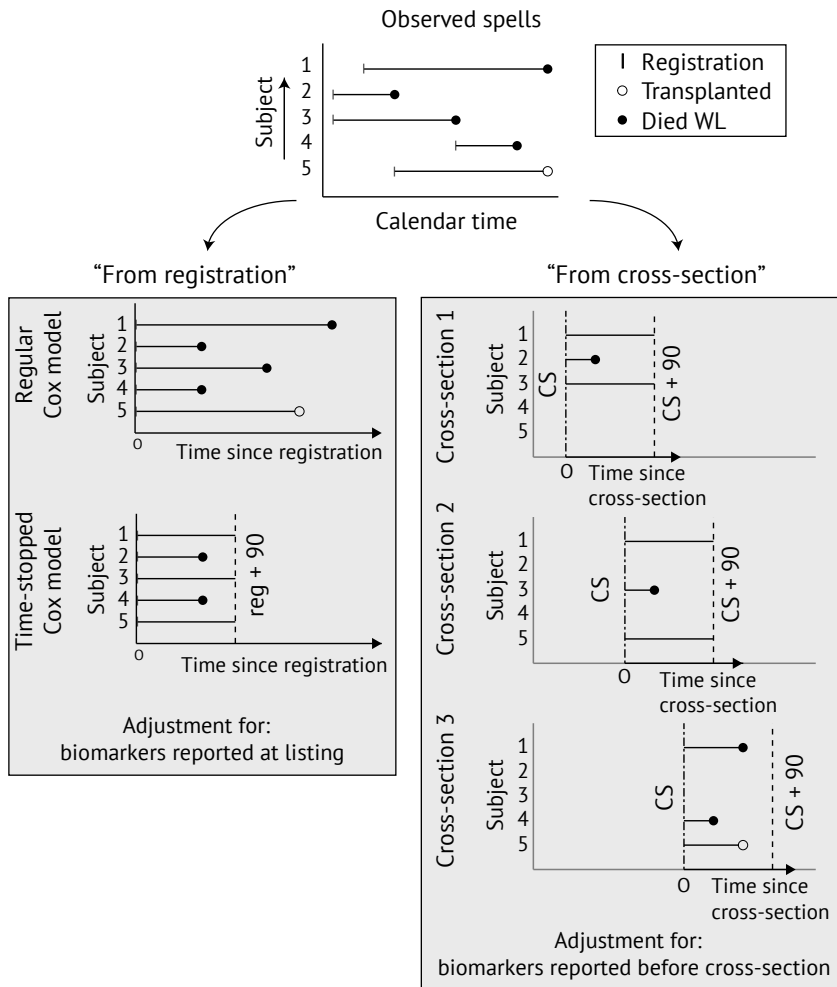 Observed spells
Registration
Transplanted
Died WL
Subject
1
2
3
4
5
Calendar time
“From registration”
“From cross-section”
Regular
Cox model
Subject
1
2
3
4
5
0
Time since registration
Time-stopped
Cox model
Subject
1
2
3
4
5
reg + 90
0
Time since registration
Adjustment for:
biomarkers reported at listing
Cross-section 1
Subject
1
2
3
4
5
CS
CS + 90
0
Time since
cross-section
Cross-section 2
Subject
1
2
3
4
5
CS
CS + 90
0
Time since
cross-section
Cross-section 3
Subject
1
2
3
4
5
CS
CS + 90
0
Time since
cross-section
Adjustment for:
biomarkers reported before cross-section